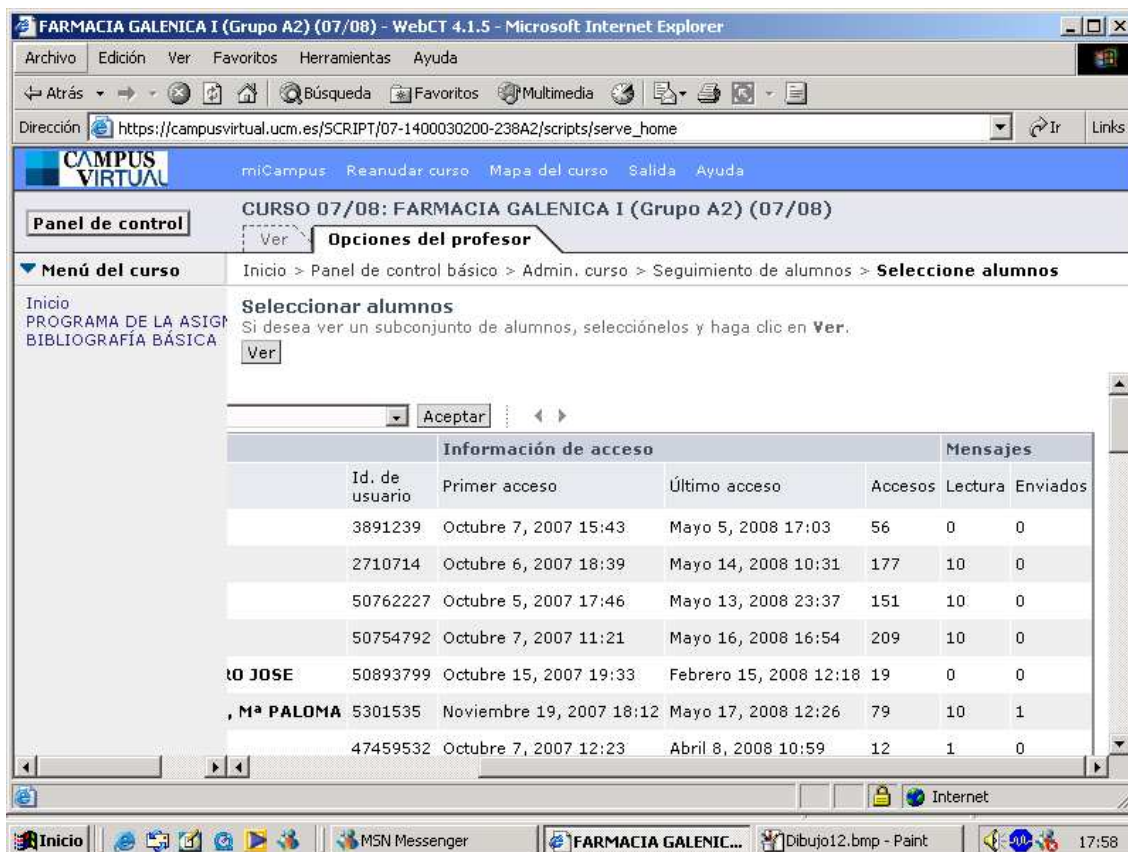 FARMACIA GALENICA I (Grupo A2) (07/08) - WebCT 4.1.5 - Microsoft Internet Explorer
Archivo Edición Ver Favoritos Herramientas Ayuda
Atrás Búsqueda Favoritos Multimedia
Dirección https://campusvirtual.ucm.es/SCRIPT/07-1400030200-238A2/scripts/serve_home Ir Links
CAMPUS VIRTUAL
miCampus Reanudar curso Mapa del curso Salida Ayuda
Panel de control
CURSO 07/08: FARMACIA GALENICA I (Grupo A2) (07/08)
Ver Opciones del profesor
Menú del curso
Inicio > Panel de control básico > Admin. curso > Seguimiento de alumnos > Seleccione alumnos
Inicio
PROGRAMA DE LA ASIGN
BIBLIOGRAFÍA BÁSICA
Seleccionar alumnos
Si desea ver un subconjunto de alumnos, selecciónelos y haga clic en Ver.
Ver
Aceptar
Información de acceso Mensajes
Id. de usuario Primer acceso Último acceso Accesos Lectura Enviados
3891239 Octubre 7, 2007 15:43 Mayo 5, 2008 17:03 56 0 0
2710714 Octubre 6, 2007 18:39 Mayo 14, 2008 10:31 177 10 0
50762227 Octubre 5, 2007 17:46 Mayo 13, 2008 23:37 151 10 0
50754792 Octubre 7, 2007 11:21 Mayo 16, 2008 16:54 209 10 0
RO JOSE 50893799 Octubre 15, 2007 19:33 Febrero 15, 2008 12:18 19 0 0
, Mª PALOMA 5301535 Noviembre 19, 2007 18:12 Mayo 17, 2008 12:26 79 10 1
47459532 Octubre 7, 2007 12:23 Abril 8, 2008 10:59 12 1 0
Internet
Inicio MSN Messenger FARMACIA GALENIC... Dibujo12.bmp - Paint 17:58